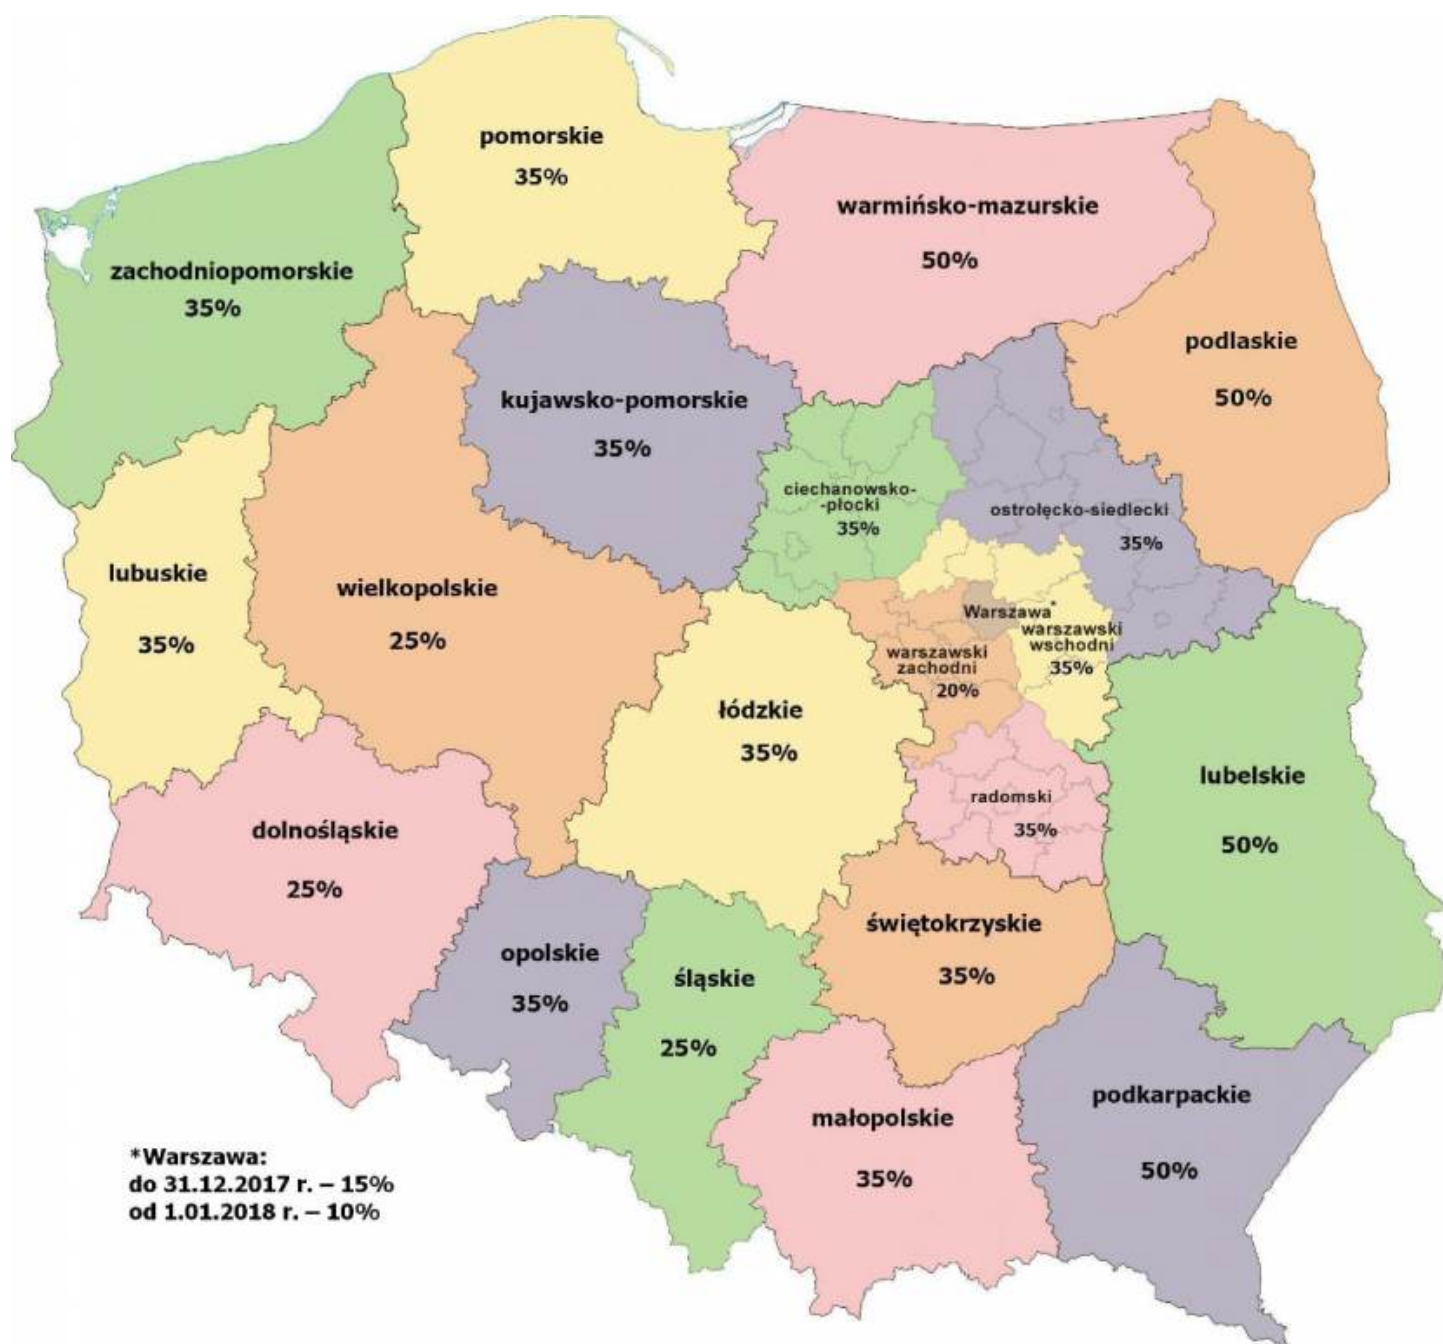 pomorskie
35%
warmińsko-mazurskie
50%
zachodniopomorskie
35%
podlaskie
50%
kujawsko-pomorskie
35%
ciechanowsko-
-płocki
35%
ostrołęcko-siedlecki
35%
lubuskie
35%
wielkopolskie
25%
Warszawa*
warszawski
wschodni
35%
warszawski
zachodni
20%
łódzkie
35%
lubelskie
50%
radomski
35%
dolnośląskie
25%
świętokrzyskie
35%
opolskie
35%
śląskie
25%
podkarpackie
50%
małopolskie
35%
*Warszawa:
do 31.12.2017 r. – 15%
od 1.01.2018 r. – 10%